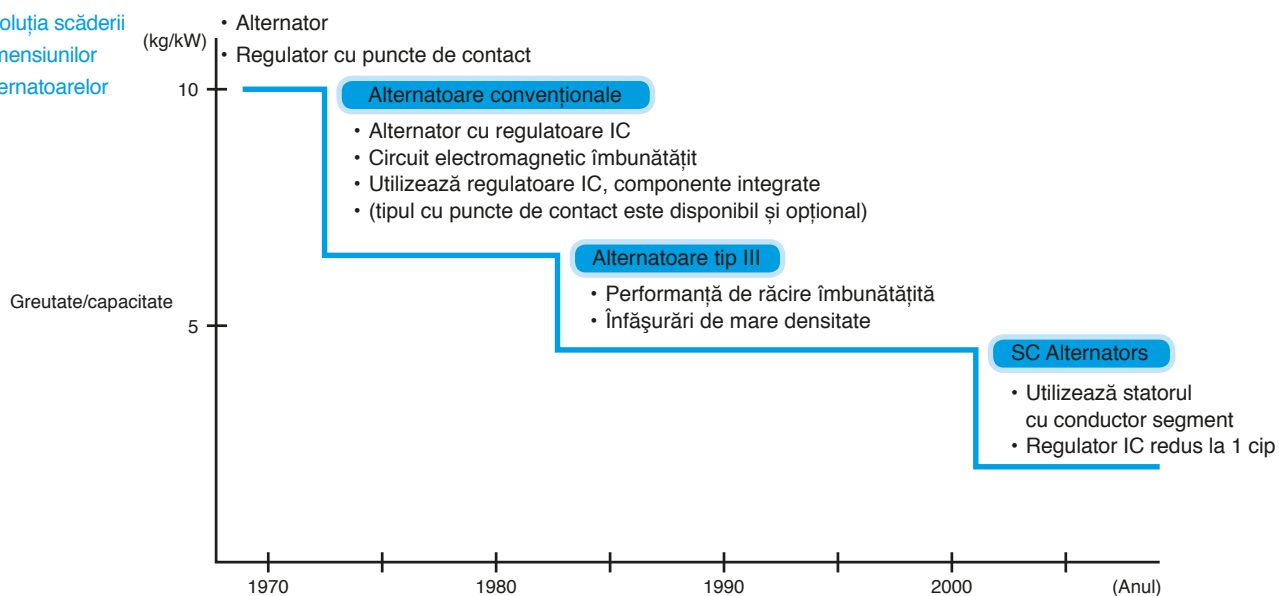 oluția scăderii
mensiunilor
ernatoarelor
(kg/kW)
• Alternator
• Regulator cu puncte de contact
10
Alternatoare convenționale
• Alternator cu regulatoare IC
• Circuit electromagnetic îmbunătățit
• Utilizează regulatoare IC, componente integrate
• (tipul cu puncte de contact este disponibil și opțional)
Alternatoare tip III
• Performanță de răcire îmbunătățită
• Înfășurări de mare densitate
Greutate/capacitate
5
SC Alternators
• Utilizează statorul
cu conductor segment
• Regulator IC redus la 1 cip
1970
1980
1990
2000
(Anul)